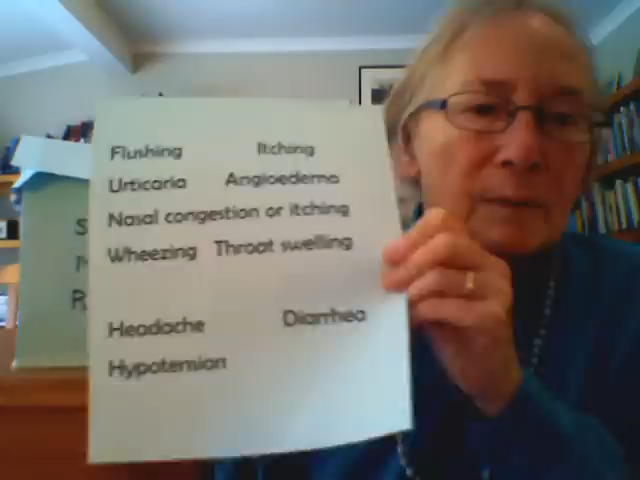 Flushing Itching
Urticaria Angioedema
Nasal congestion or itching
Wheezing Throat swelling
Headache Diarrhea
Hypotension